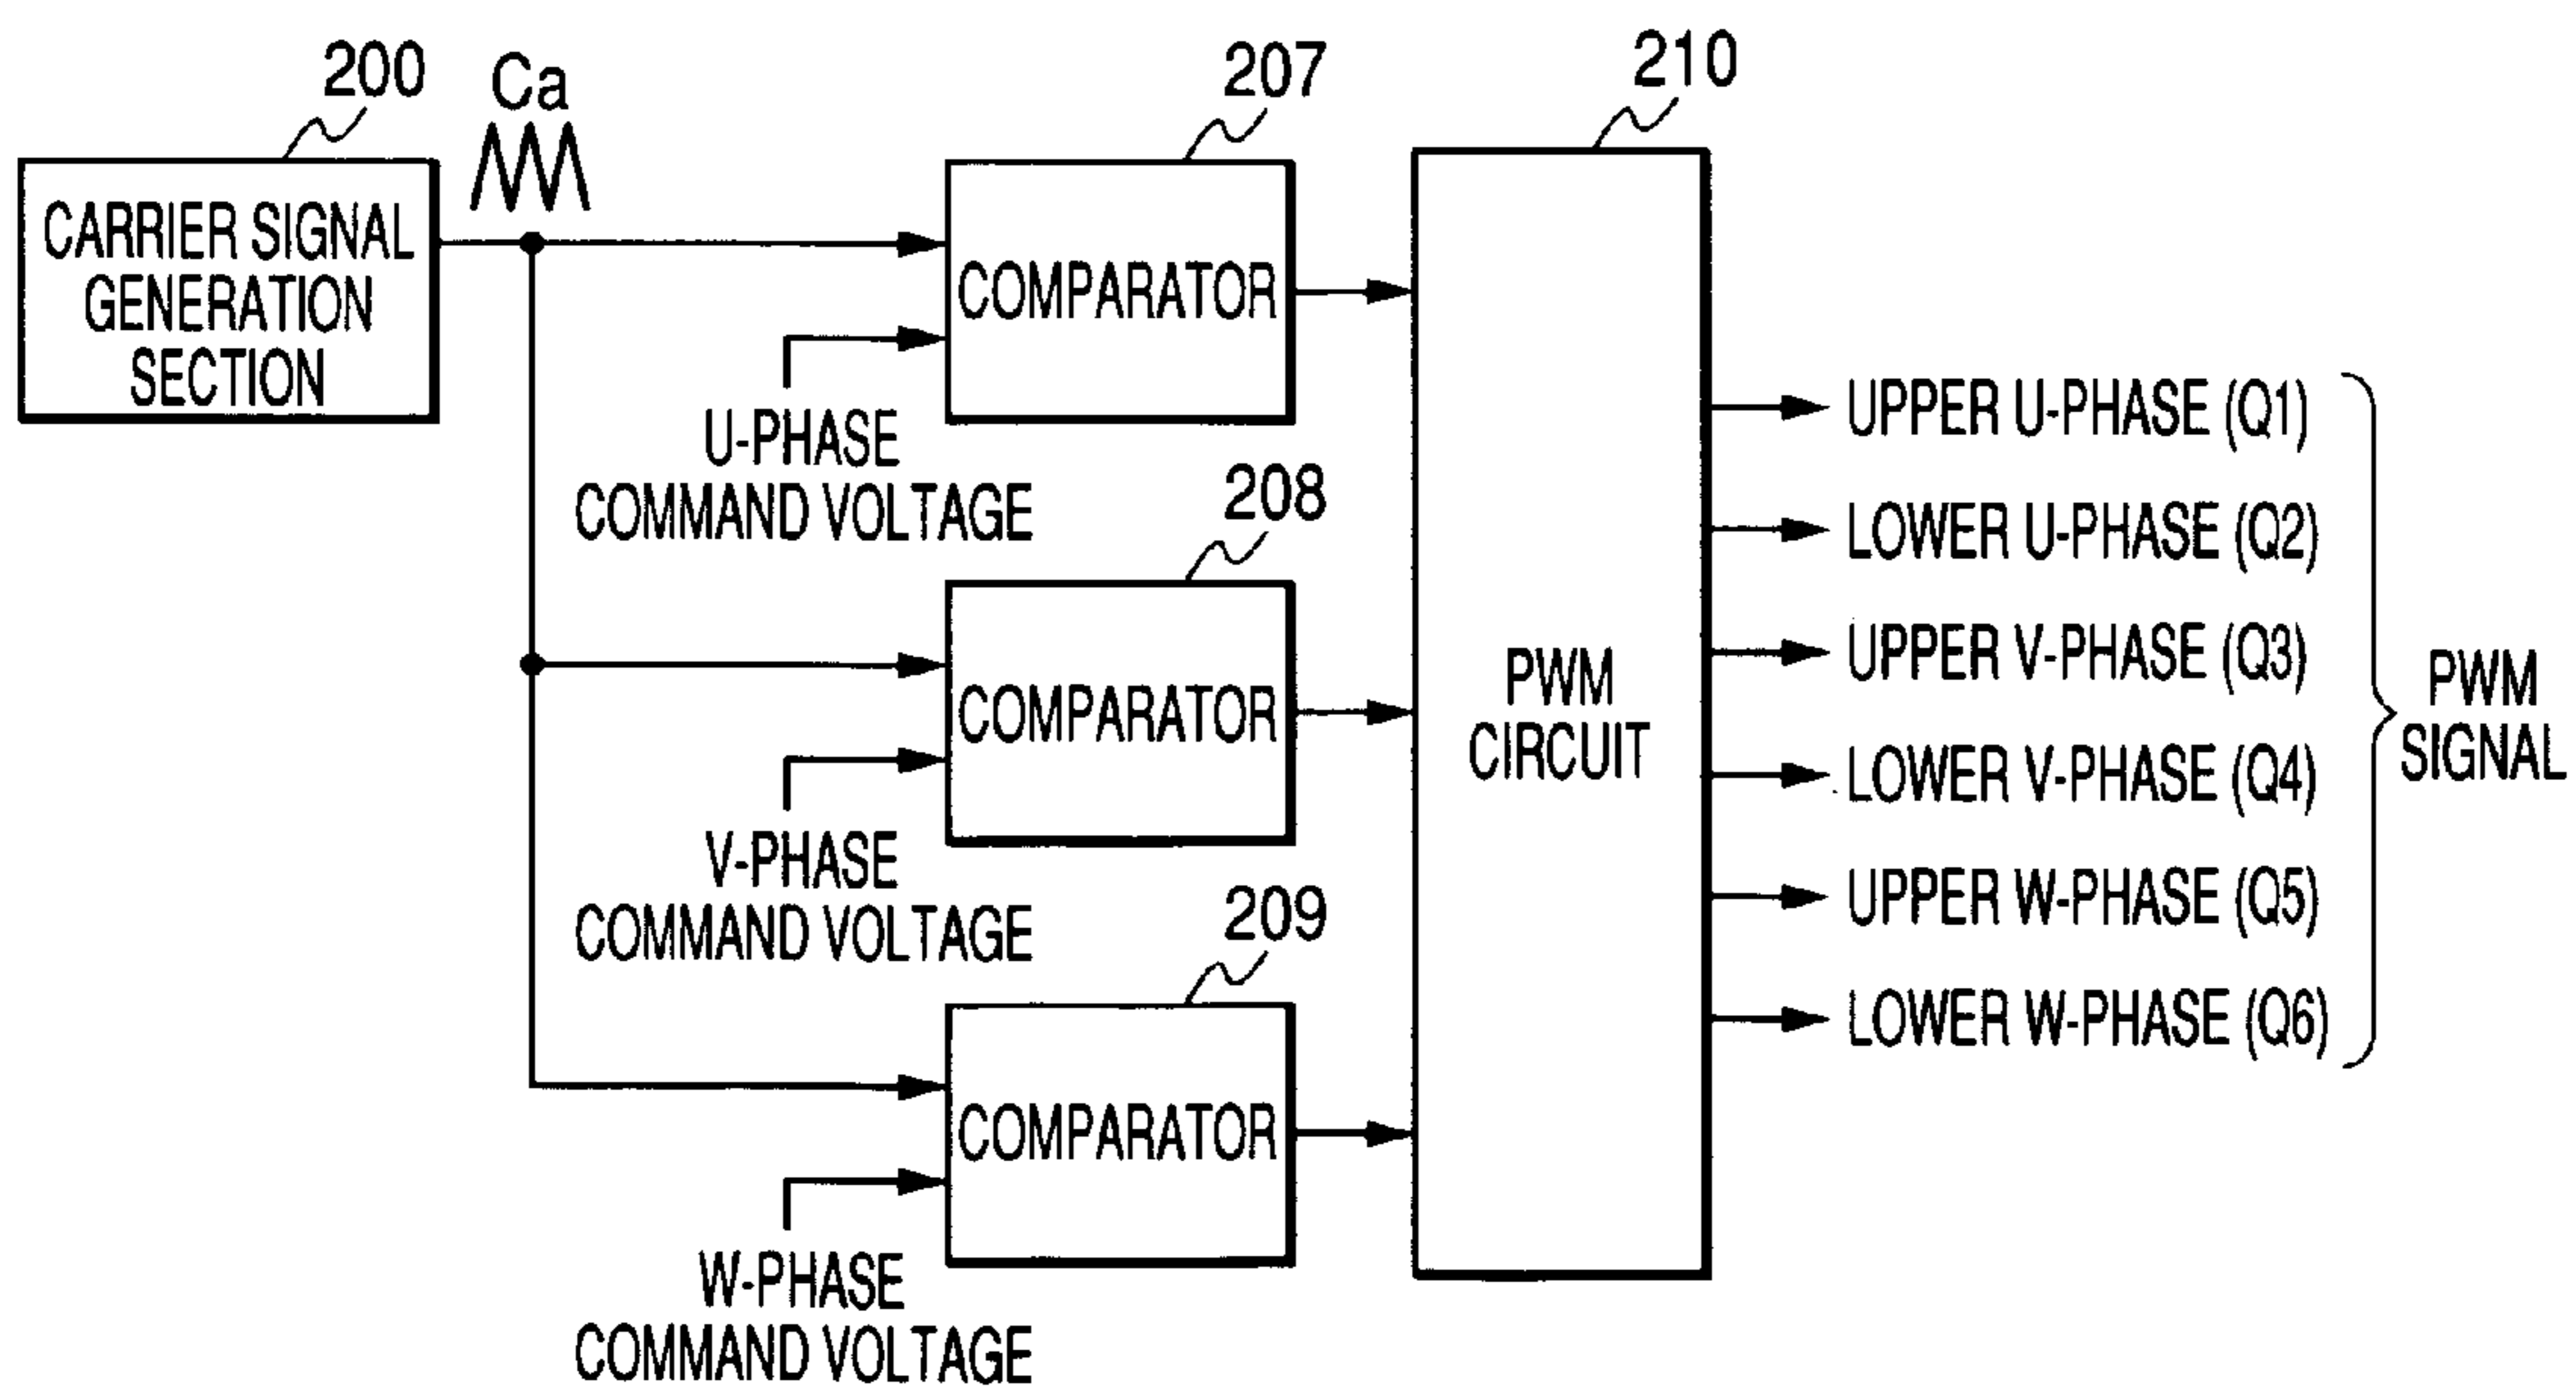 200
Ca
207
210
CARRIER SIGNAL
GENERATION
SECTION
COMPARATOR
U-PHASE
COMMAND VOLTAGE
208
COMPARATOR
V-PHASE
COMMAND VOLTAGE
209
COMPARATOR
W-PHASE
COMMAND VOLTAGE
PWM
CIRCUIT
UPPER U-PHASE (Q1)
LOWER U-PHASE (Q2)
UPPER V-PHASE (Q3)
LOWER V-PHASE (Q4)
UPPER W-PHASE (Q5)
LOWER W-PHASE (Q6)
PWM
SIGNAL